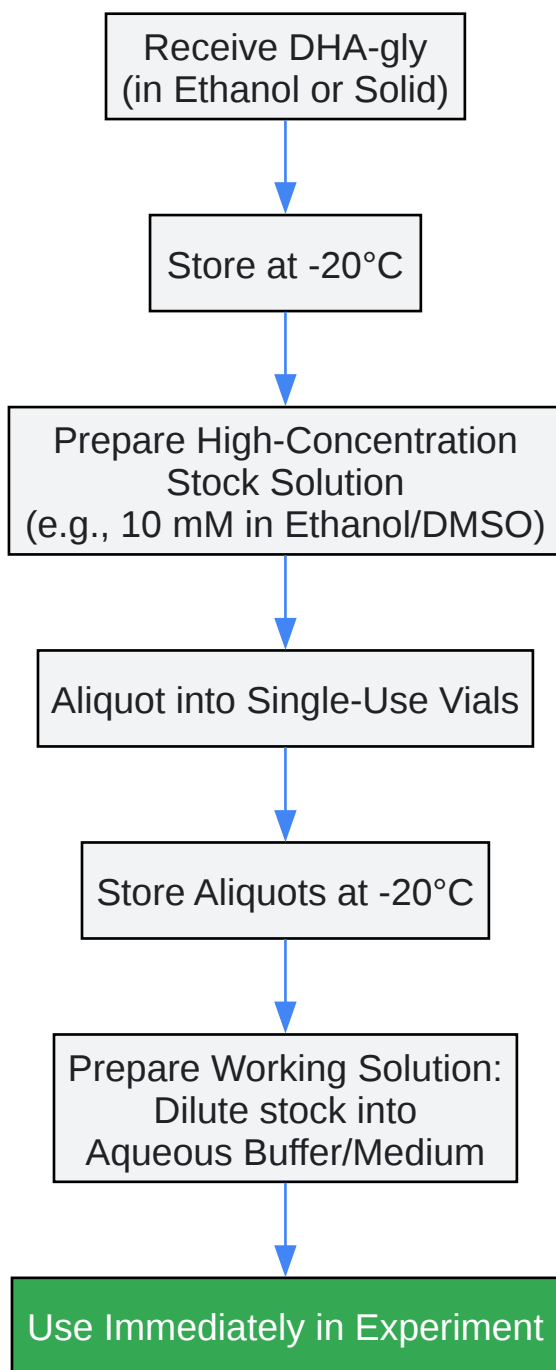 Receive DHA-gly
(in Ethanol or Solid)
Store at -20°C
Prepare High-Concentration
Stock Solution
(e.g., 10 mM in Ethanol/DMSO)
Aliquot into Single-Use Vials
Store Aliquots at -20°C
Prepare Working Solution:
Dilute stock into
Aqueous Buffer/Medium
Use Immediately in Experiment